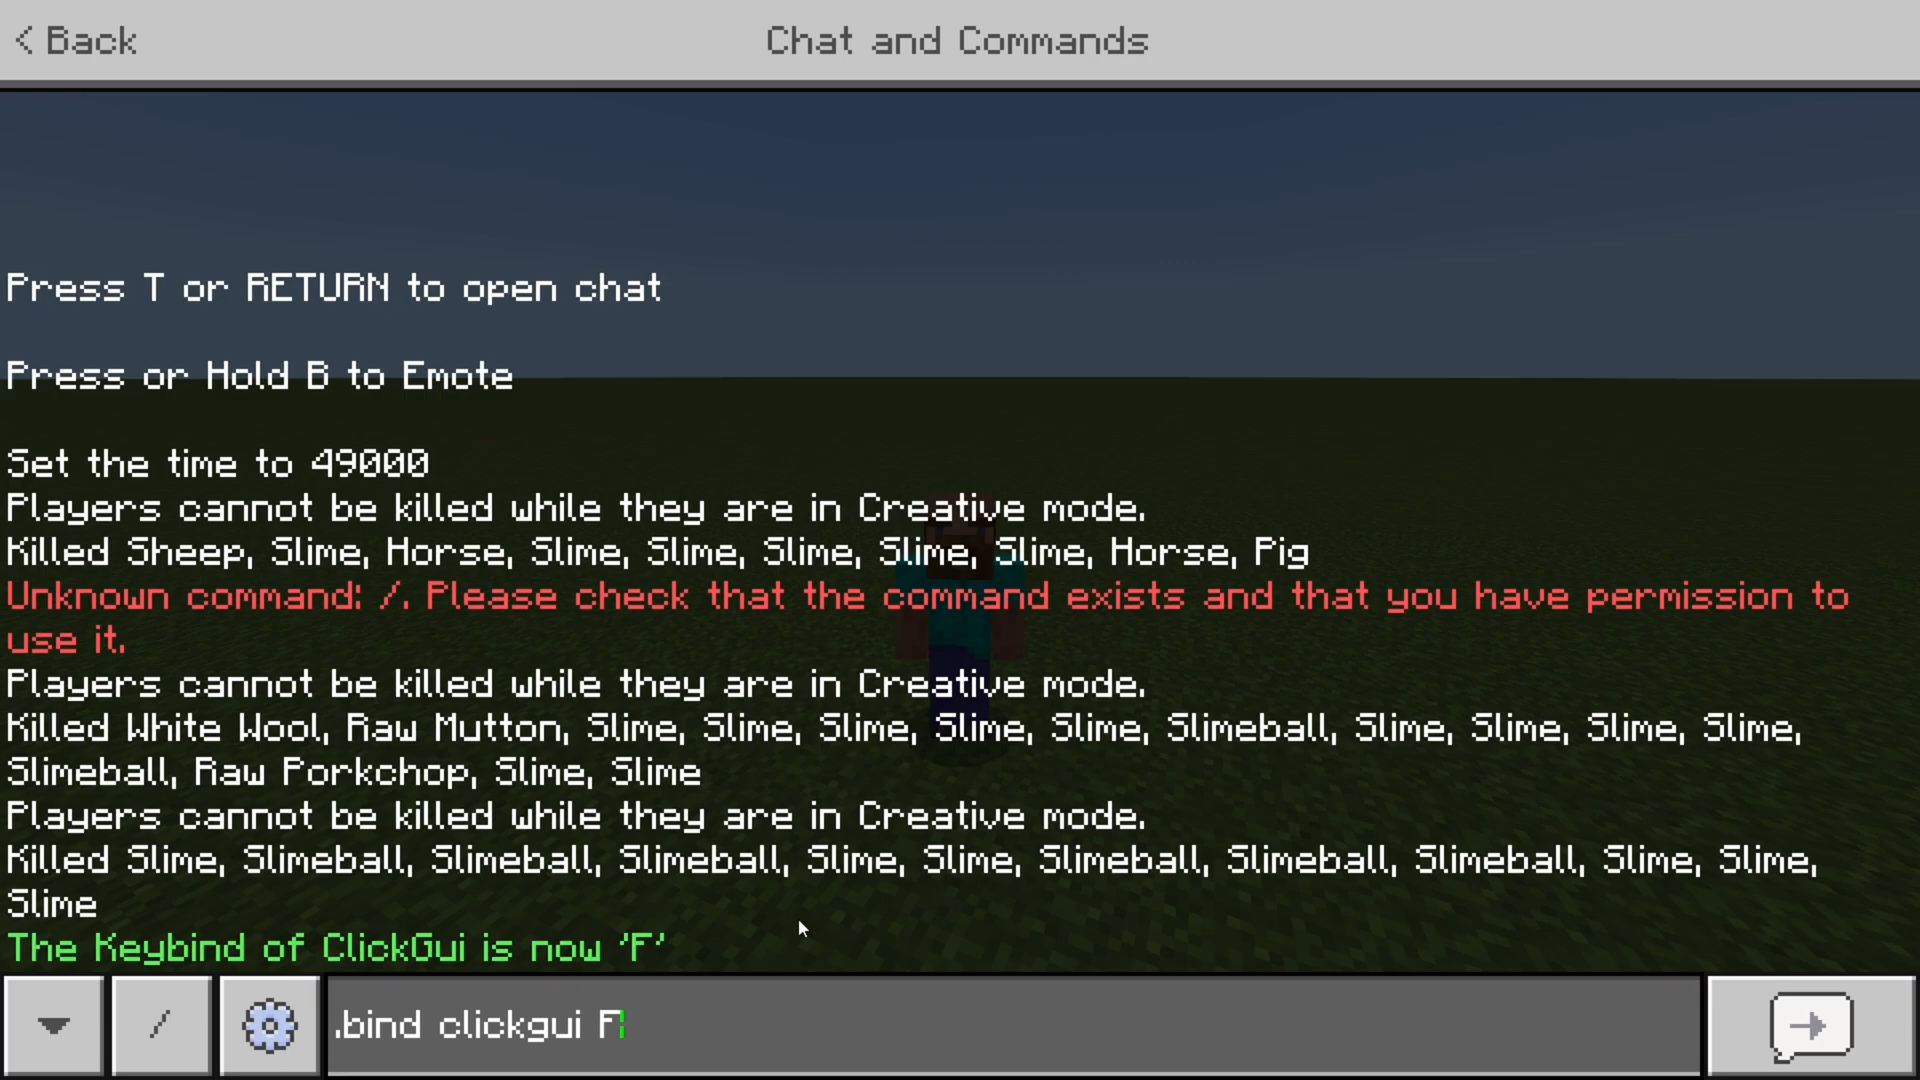 < Back
Chat and Commands
Press T or RETURN to open chat
Press or Hold B to Emote
Set the time to 49000
Players cannot be killed while they are in Creative mode.
Killed Sheep, Slime, Horse, Slime, Slime, Slime, Slime, Slime, Horse, Pig
Unknown command: /. Please check that the command exists and that you have permission to
use it.
Players cannot be killed while they are in Creative mode.
Killed White Wool, Raw Mutton, Slime, Slime, Slime, Slime, Slime, Slimeball, Slime, Slime, Slime, Slime,
Slimeball, Raw Porkchop, Slime, Slime
Players cannot be killed while they are in Creative mode.
Killed Slime, Slimeball, Slimeball, Slimeball, Slime, Slime, Slimeball, Slimeball, Slimeball, Slime, Slime,
Slime
The Keybind of ClickGui is now 'F'
/
.bind clickgui F